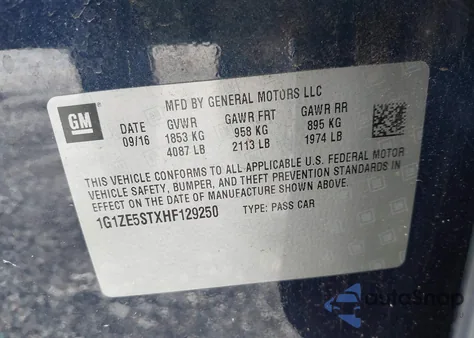 MFD BY GENERAL MOTORS LLC
GM
DATE GVWR GAWR FRT GAWR RR
09/16 1853 KG 958 KG 895 KG
4087 LB 2113 LB 1974 LB
THIS VEHICLE CONFORMS TO ALL APPLICABLE U.S. FEDERAL MOTOR
VEHICLE SAFETY, BUMPER, AND THEFT PREVENTION STANDARDS
IN EFFECT ON THE DATE OF MANUFACTURE SHOWN ABOVE.
1G1ZE5STXHF129250 TYPE: PASS CAR
AutoSnap